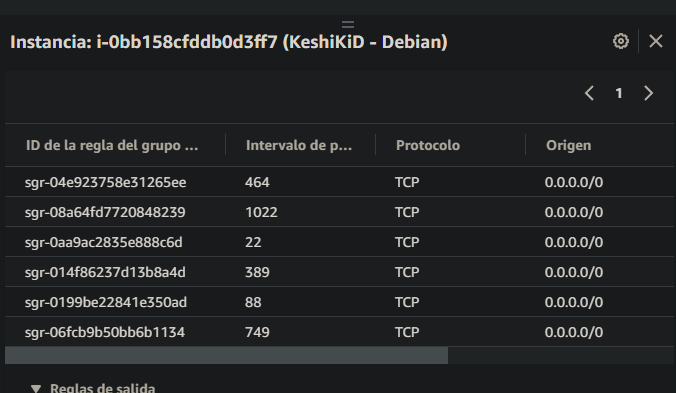 Instancia: i-0bb158cfddb0d3ff7 (KeshiKiD - Debian)
1
ID de la regla del grupo ... Intervalo de p... Protocolo Origen
sgr-04e923758e31265ee 464 TCP 0.0.0.0/0
sgr-08a64fd7720848239 1022 TCP 0.0.0.0/0
sgr-0aa9ac2835e888c6d 22 TCP 0.0.0.0/0
sgr-014f86237d13b8a4d 389 TCP 0.0.0.0/0
sgr-0199be22841e350ad 88 TCP 0.0.0.0/0
sgr-06fcb9b50bb6b1134 749 TCP 0.0.0.0/0
Reglas de salida